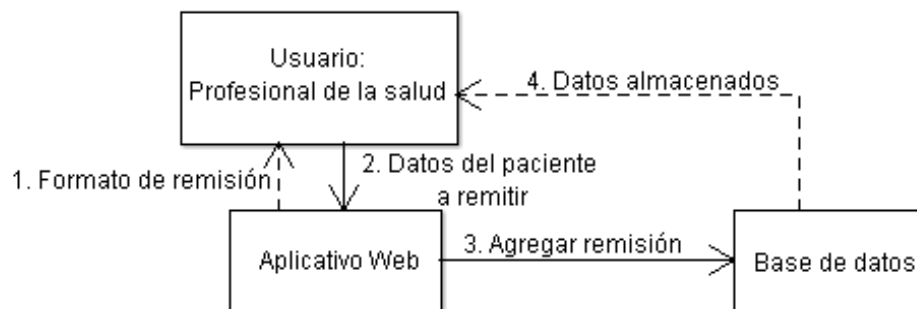 Usuario:
Profesional de la salud
4. Datos almacenados
1. Formato de remisión
2. Datos del paciente
a remitir
Aplicativo Web
3. Agregar remisión
Base de datos